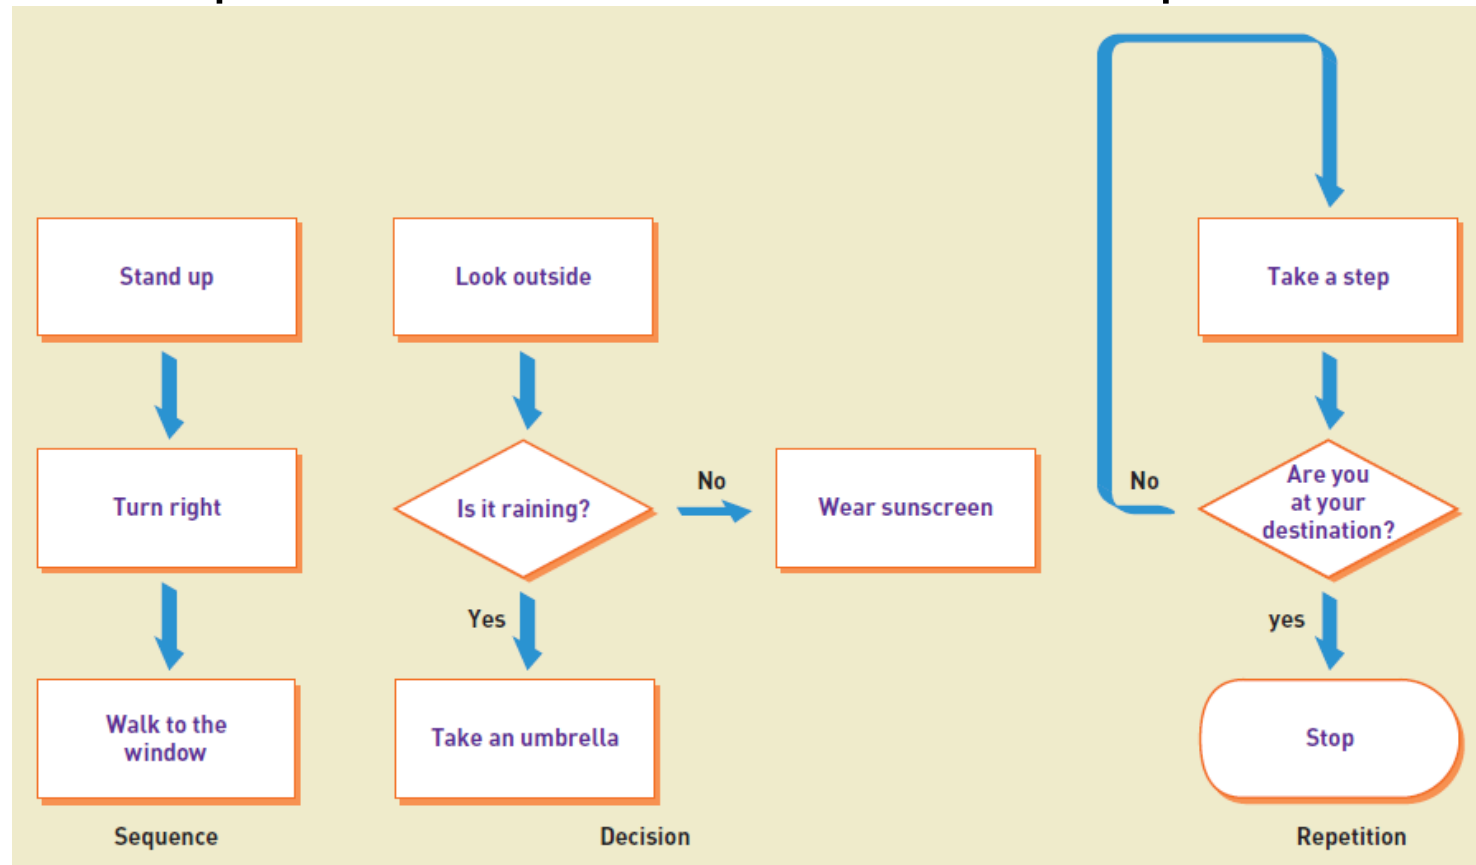 Stand up
Turn right
Walk to the
window
Sequence
Look outside
Is it raining?
No
Wear sunscreen
Yes
Take an umbrella
Decision
Take a step
No
Are you
at your
destination?
yes
Stop
Repetition